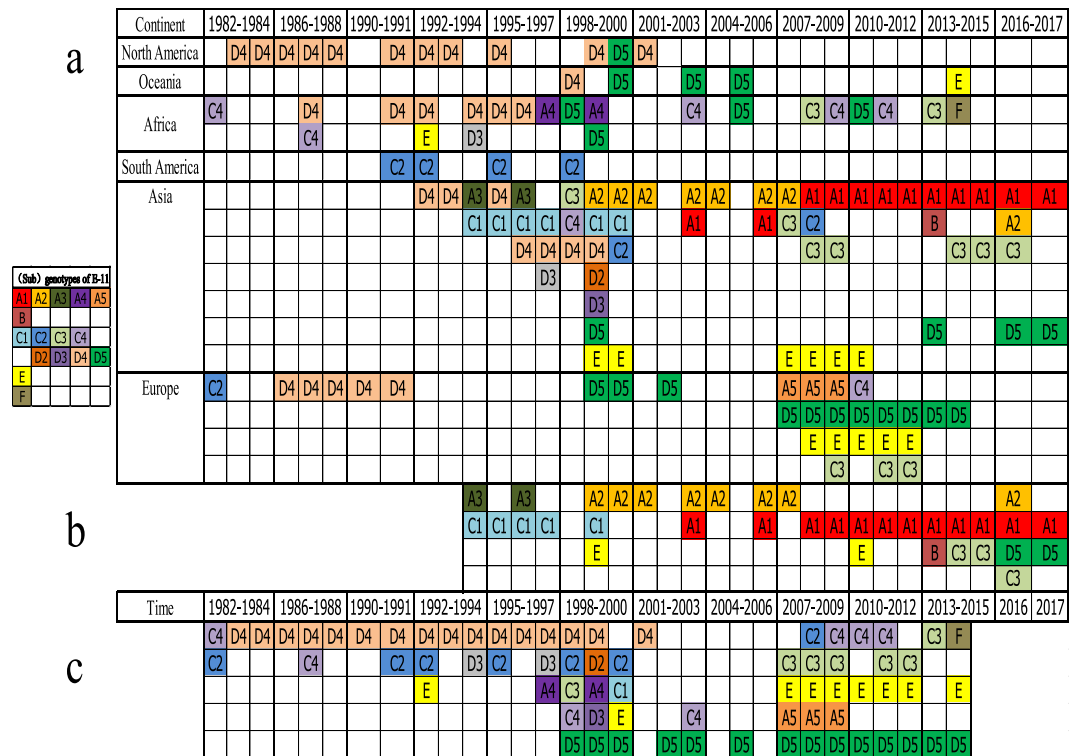 a
Continent 1982-1984 1986-1988 1990-1991 1992-1994 1995-1997 1998-2000 2001-2003 2004-2006 2007-2009 2010-2012 2013-2015 2016-2017
North America D4 D4 D4 D4 D4 D4 D4 D4 D4 D4 D5 D4
Oceania D4 D5 D5 D5 E
Africa C4 D4 D4 D4 D4 D4 D4 A4 D5 A4 C4 D5 C3 C4 D5 C4 C3 F
C4 E D3 D5
South America C2 C2 C2 C2
Asia D4 D4 A3 D4 A3 C3 A2 A2 A2 A2 A2 A2 A2 A1 A1 A1 A1 A1 A1 A1 A1 A1 A1
C1 C1 C1 C1 C4 C1 C1 A1 A1 C3 C2 B A2
D4 D4 D4 D4 C2 C3 C3 C3 C3 C3
D3 D2
D3
D5 D5 D5 D5
E E E E E E
Europe C2 D4 D4 D4 D4 D4 D5 D5 D5 A5 A5 A5 C4
D5 D5 D5 D5 D5 D5 D5 D5
E E E E E
C3 C3 C3
（Sub）genotypes of E-11
A1 A2 A3 A4 A5
B
C1 C2 C3 C4
D2 D3 D4 D5
E
F
b
A3 A3 A2 A2 A2 A2 A2 A2 A2 A2
C1 C1 C1 C1 C1 A1 A1 A1 A1 A1 A1 A1 A1 A1 A1 A1 A1
E E B C3 C3 D5 D5
C3
Time 1982-1984 1986-1988 1990-1991 1992-1994 1995-1997 1998-2000 2001-2003 2004-2006 2007-2009 2010-2012 2013-2015 2016 2017
c
C4 D4 D4 D4 D4 D4 D4 D4 D4 D4 D4 D4 D4 D4 D4 D4 D4 C2 C4 C4 C4 C3 F
C2 C4 C2 C2 D3 C2 D3 C2 D2 C2 C3 C3 C3 C3 C3
E A4 C3 A4 C1 E E E E E E E
C4 D3 E C4 A5 A5 A5
D5 D5 D5 D5 D5 D5 D5 D5 D5 D5 D5 D5 D5 D5